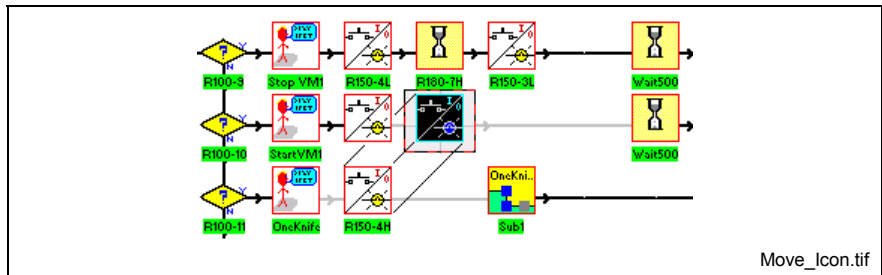 R100-9 Stop VM1 R150-4L R180-7H R150-3L Wait500
R100-10 StartVM1 Wait500
OneKni..
R100-11 OneKnife R150-4H Sub1
Move_Icon.tif